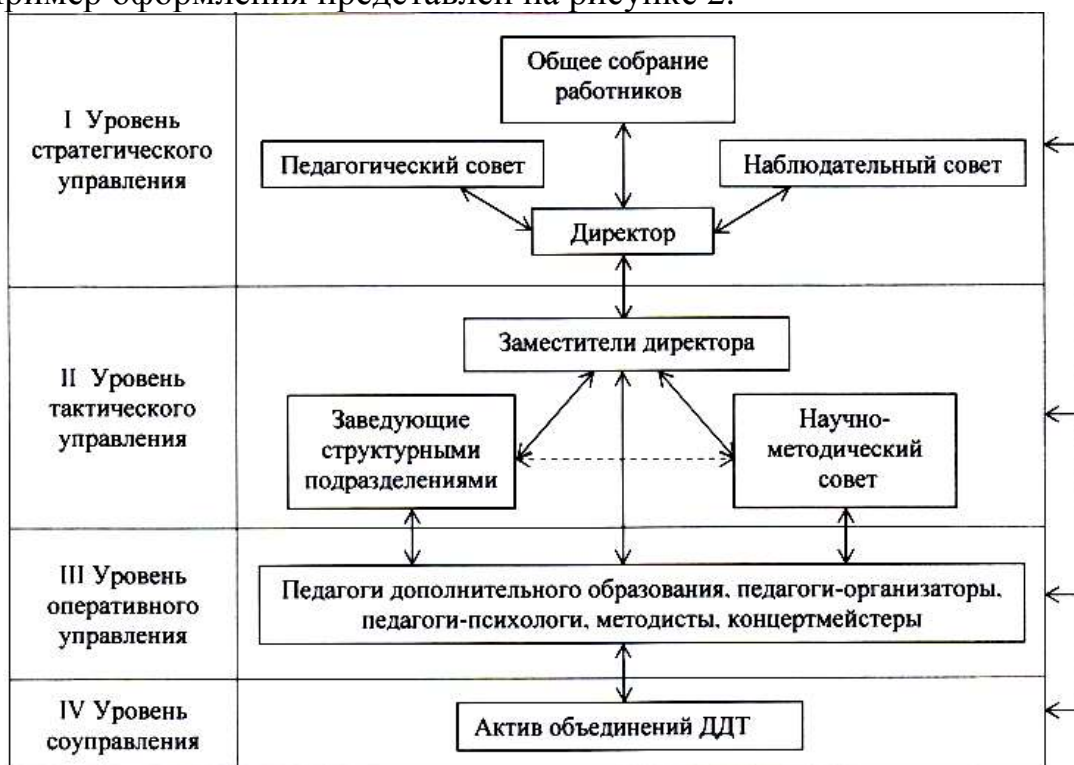 пример оформления представлен на рисунке 2.
I Уровень
стратегического
управления
Общее собрание
работников
Педагогический совет
Наблюдательный совет
Директор
II Уровень
тактического
управления
Заместители директора
Заведующие
структурными
подразделениями
Научно-
методический
совет
III Уровень
оперативного
управления
Педагоги дополнительного образования, педагоги-организаторы,
педагоги-психологи, методисты, концертмейстеры
IV Уровень
соуправления
Актив объединений ДДТ